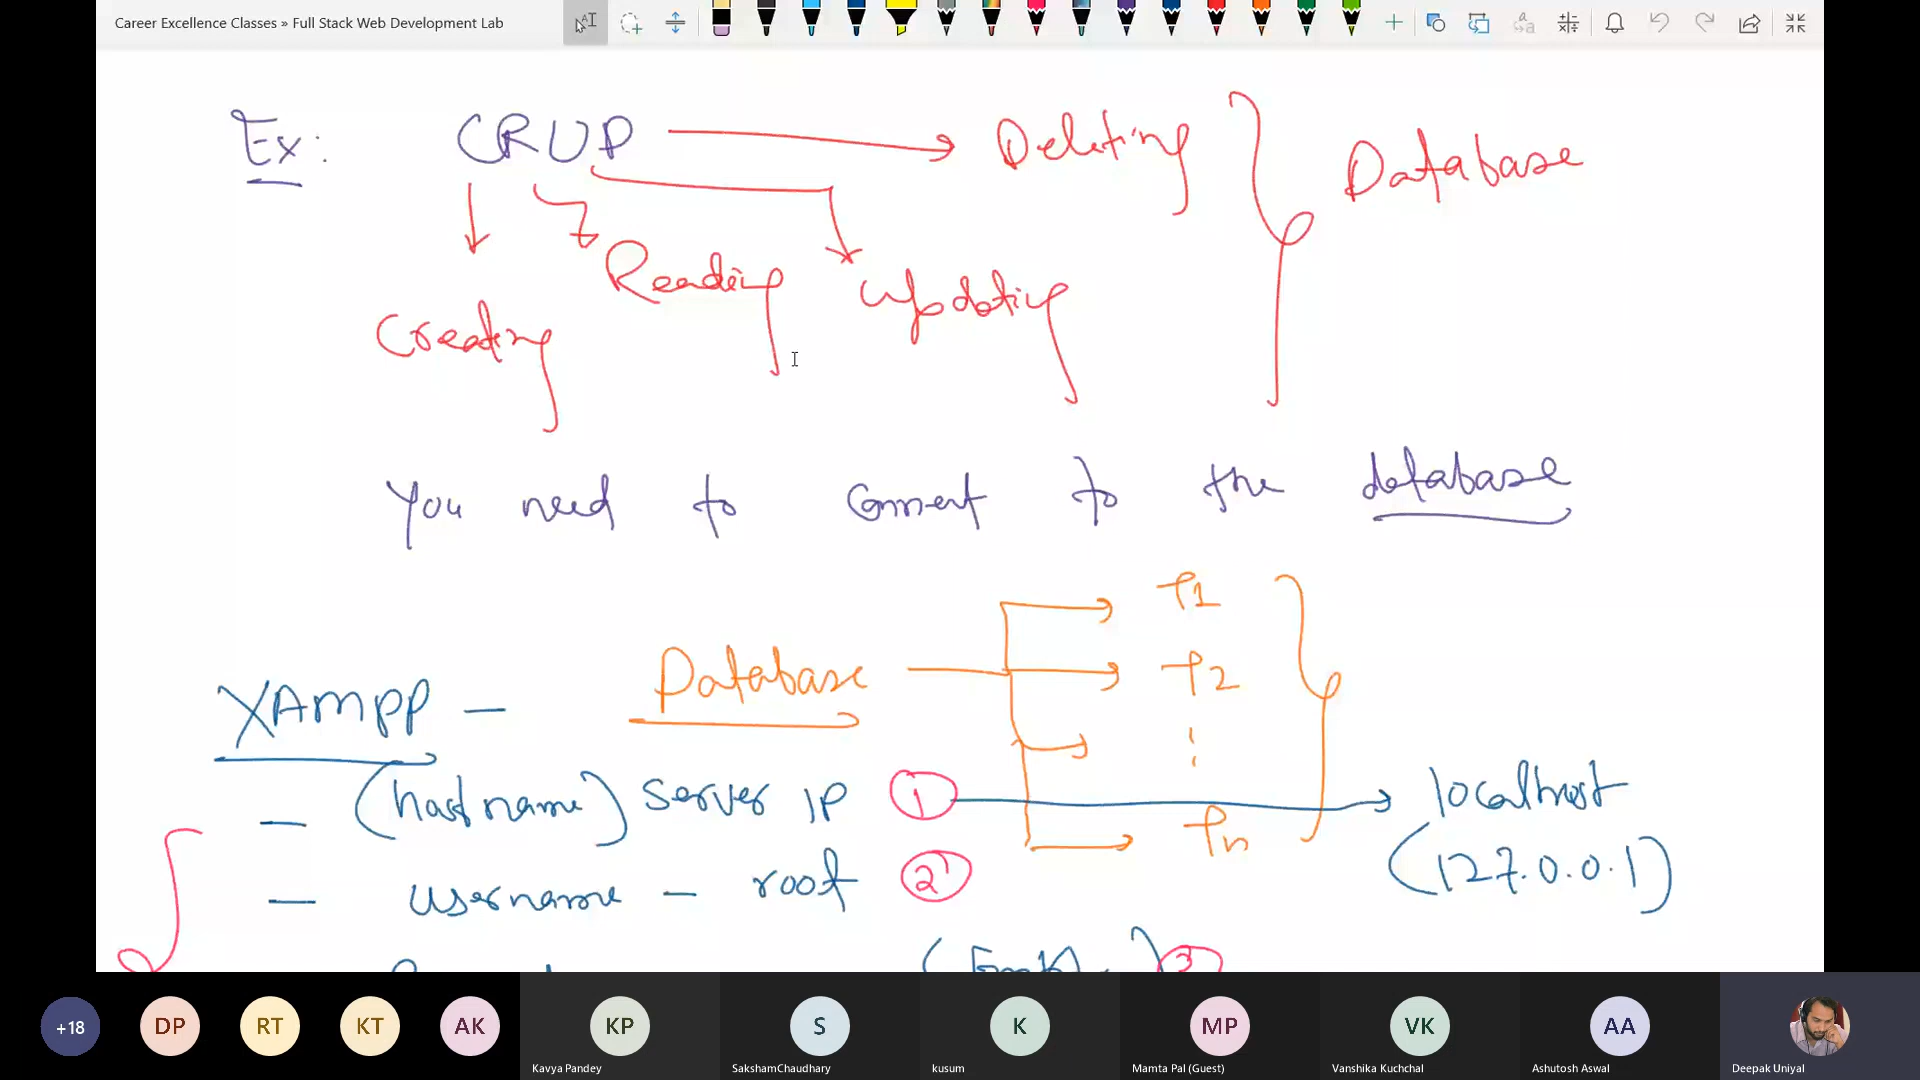 Career Excellence Classes » Full Stack Web Development Lab
Ex: CRUD Deleting Database
Reading
Updating
Creating
You need to connect to the database
T1
XAMPP – Database T2
(hostname) Server IP 1 localhost
Tn
– username – root 2 (127.0.0.1)
3
+18 DP RT KT AK KP S K MP VK AA
Kavya Pandey SakshamChaudhary kusum Mamta Pal (Guest) Vanshika Kuchchal Ashutosh Aswal Deepak Uniyal